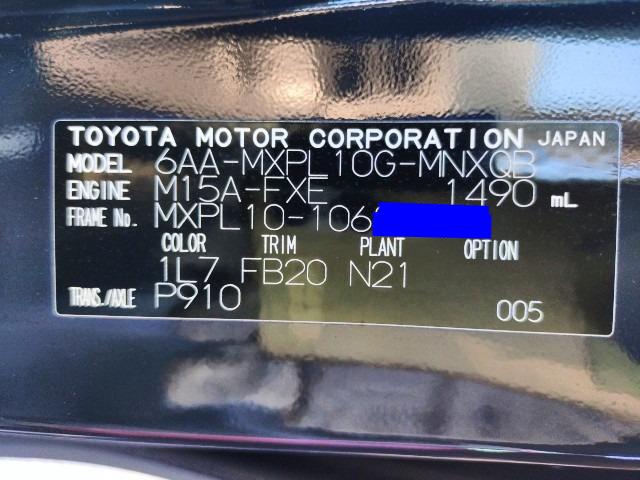 TOYOTA MOTOR CORPORATION JAPAN
MODEL 6AA-MXPL10G-MNXQB
ENGINE M15A-FXE 1490 mL
FRAME No. MXPL10-106
COLOR TRIM PLANT OPTION
1L7 FB20 N21
TRANS./AXLE P910
005